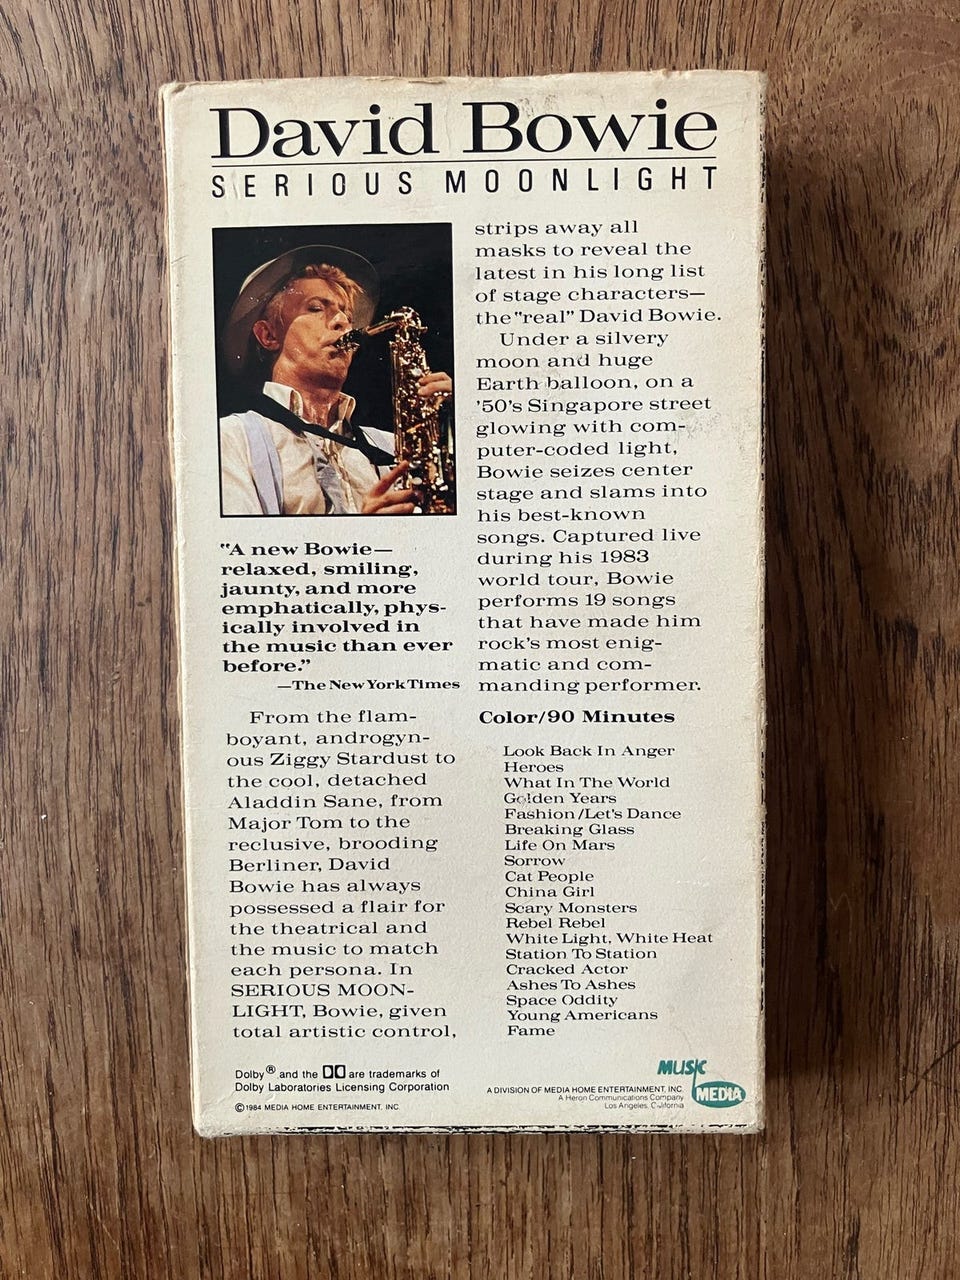 David Bowie
SERIOUS MOONLIGHT
"A new Bowie—
relaxed, smiling,
jaunty, and more
emphatically, phys-
ically involved in
the music than ever
before."
—The New York Times
From the flam-
boyant, androgyn-
ous Ziggy Stardust to
the cool, detached
Aladdin Sane, from
Major Tom to the
reclusive, brooding
Berliner, David
Bowie has always
possessed a flair for
the theatrical and
the music to match
each persona. In
SERIOUS MOON-
LIGHT, Bowie, given
total artistic control,
strips away all
masks to reveal the
latest in his long list
of stage characters—
the "real" David Bowie.
Under a silvery
moon and huge
Earth balloon, on a
'50's Singapore street
glowing with com-
puter-coded light,
Bowie seizes center
stage and slams into
his best-known
songs. Captured live
during his 1983
world tour, Bowie
performs 19 songs
that have made him
rock's most enig-
matic and com-
manding performer.
Color/90 Minutes
Look Back In Anger
Heroes
What In The World
Golden Years
Fashion/Let's Dance
Breaking Glass
Life On Mars
Sorrow
Cat People
China Girl
Scary Monsters
Rebel Rebel
White Light, White Heat
Station To Station
Cracked Actor
Ashes To Ashes
Space Oddity
Young Americans
Fame
Dolby® and the DD are trademarks of
Dolby Laboratories Licensing Corporation
©1984 MEDIA HOME ENTERTAINMENT, INC.
MUSIC
MEDIA
A DIVISION OF MEDIA HOME ENTERTAINMENT, INC.
A Heron Communications Company
Los Angeles, California